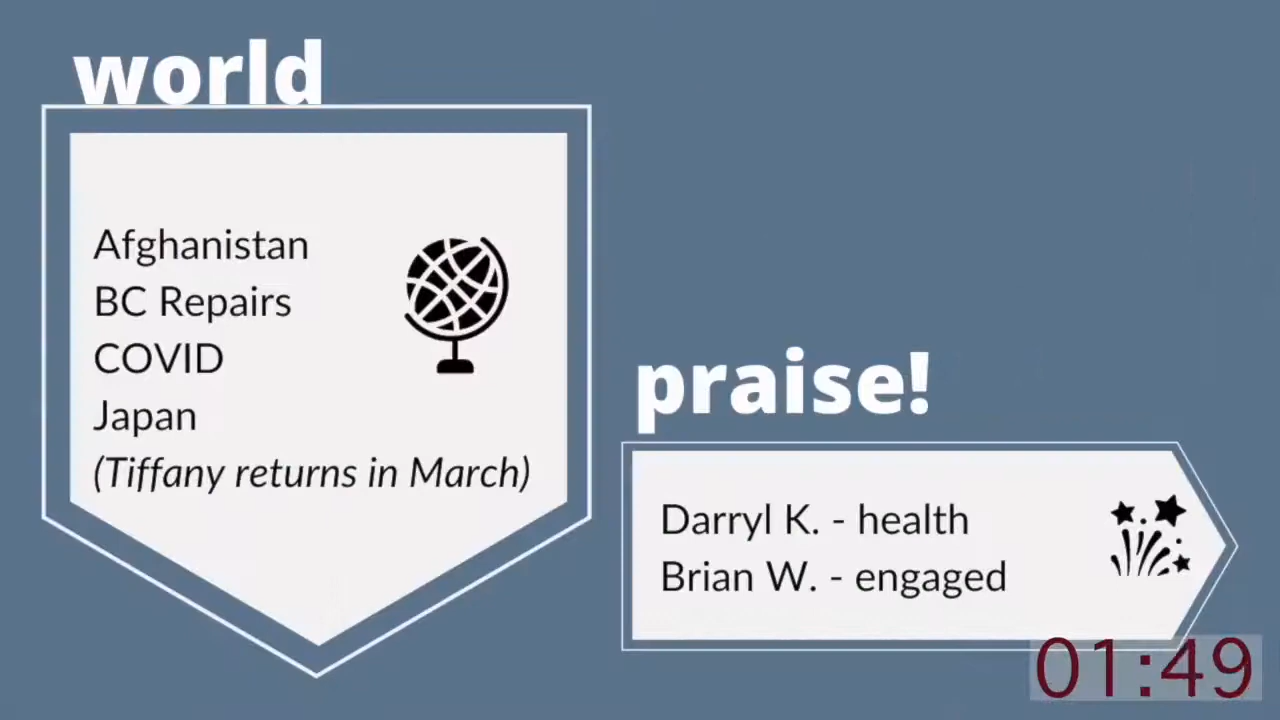 world
Afghanistan
BC Repairs
COVID
Japan
(Tiffany returns in March)
praise!
Darryl K. - health
Brian W. - engaged
01:49